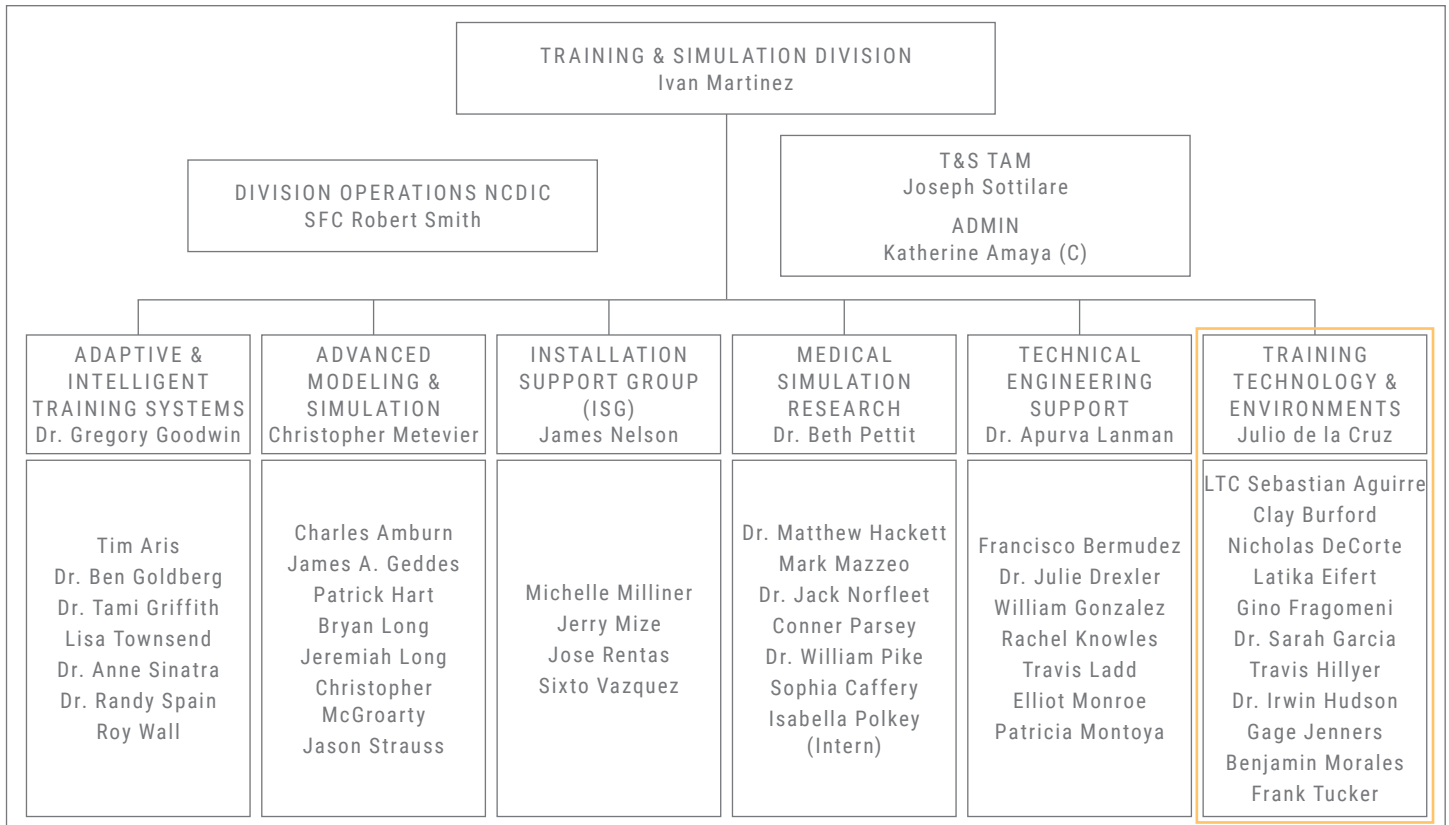 TRAINING & SIMULATION DIVISION
Ivan Martinez
DIVISION OPERATIONS NCDIC
SFC Robert Smith
T&S TAM
Joseph Sottilare
ADMIN
Katherine Amaya (C)
ADAPTIVE &
INTELLIGENT
TRAINING SYSTEMS
Dr. Gregory Goodwin
Tim Aris
Dr. Ben Goldberg
Dr. Tami Griffith
Lisa Townsend
Dr. Anne Sinatra
Dr. Randy Spain
Roy Wall
ADVANCED
MODELING &
SIMULATION
Christopher Metevier
Charles Amburn
James A. Geddes
Patrick Hart
Bryan Long
Jeremiah Long
Christopher
McGroarty
Jason Strauss
INSTALLATION
SUPPORT GROUP
(ISG)
James Nelson
Michelle Milliner
Jerry Mize
Jose Rentas
Sixto Vazquez
MEDICAL
SIMULATION
RESEARCH
Dr. Beth Pettit
Dr. Matthew Hackett
Mark Mazzeo
Dr. Jack Norfleet
Conner Parsey
Dr. William Pike
Sophia Caffery
Isabella Polkey
(Intern)
TECHNICAL
ENGINEERING
SUPPORT
Dr. Apurva Lanman
Francisco Bermudez
Dr. Julie Drexler
William Gonzalez
Rachel Knowles
Travis Ladd
Elliot Monroe
Patricia Montoya
TRAINING
TECHNOLOGY &
ENVIRONMENTS
Julio de la Cruz
LTC Sebastian Aguirre
Clay Burford
Nicholas DeCorte
Latika Eifert
Gino Fragomeni
Dr. Sarah Garcia
Travis Hillyer
Dr. Irwin Hudson
Gage Jenners
Benjamin Morales
Frank Tucker